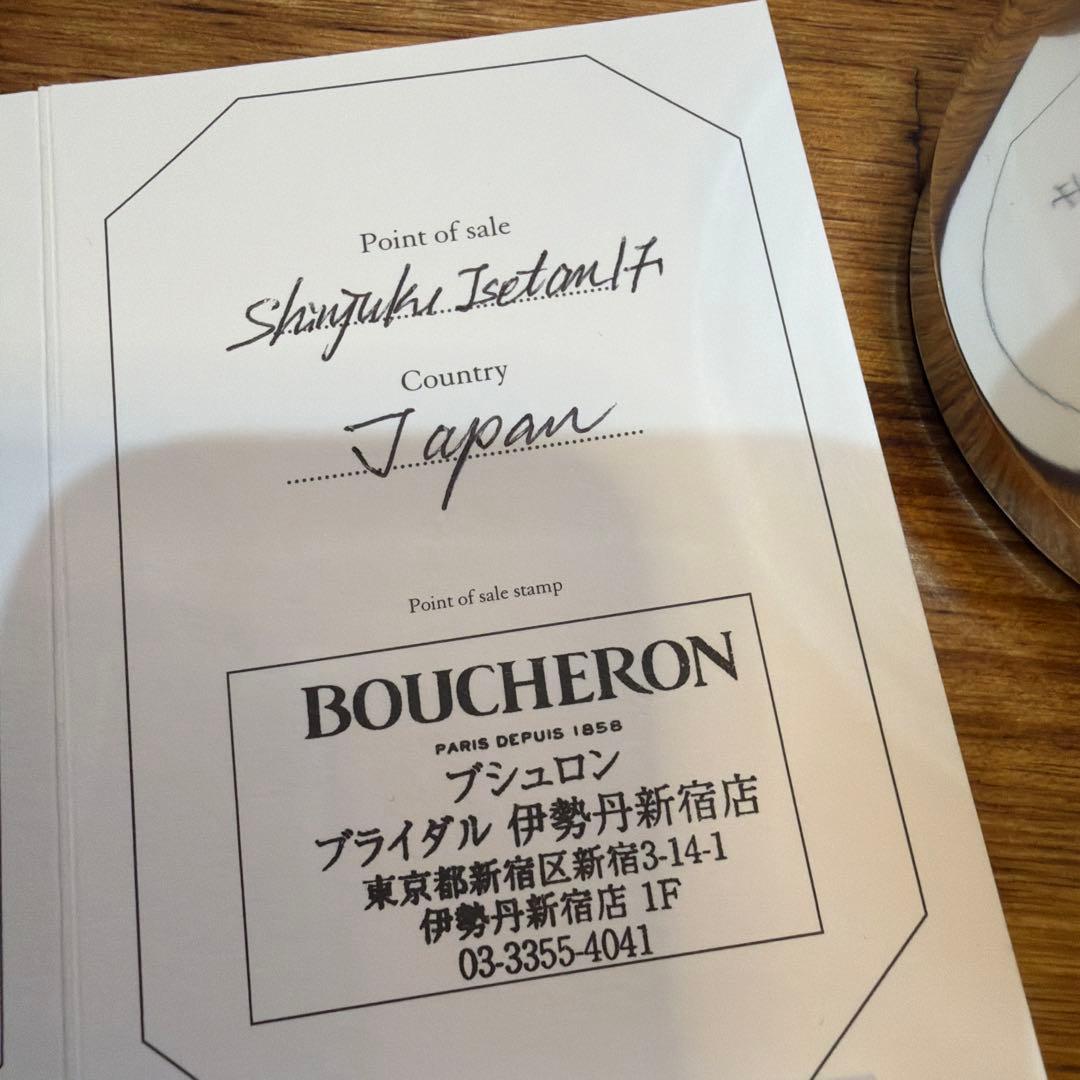 Point of sale
Shinjuku Isetan 1F
Country
Japan
Point of sale stamp
BOUCHERON
PARIS DEPUIS 1858
ブシュロン
ブライダル 伊勢丹新宿店
東京都新宿区新宿3-14-1
伊勢丹新宿店 1F
03-3355-4041